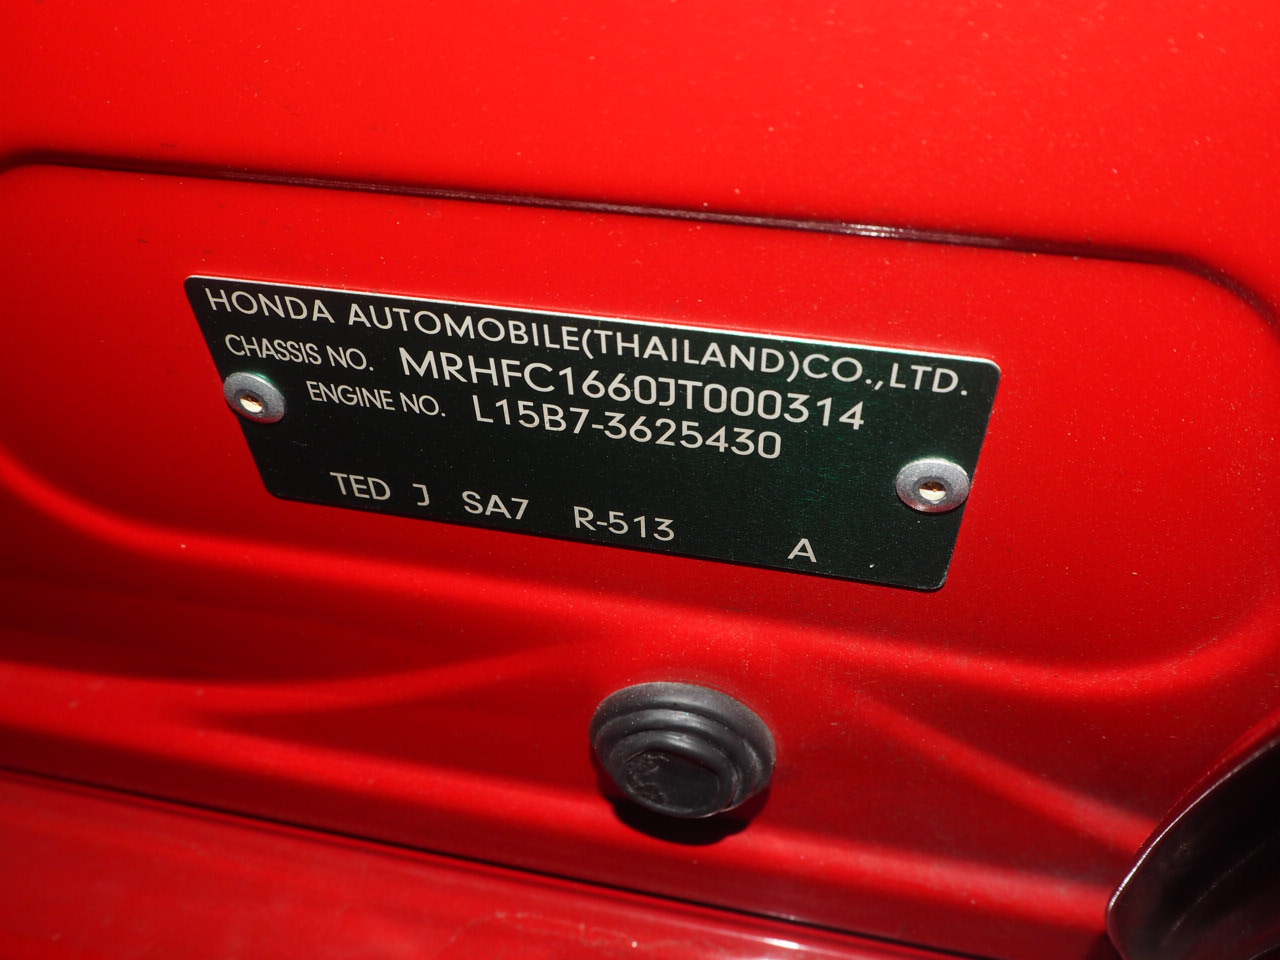 HONDA AUTOMOBILE(THAILAND)CO.,LTD.
CHASSIS NO. MRHFC1660JT000314
ENGINE NO. L15B7-3625430
TED J SA7 R-513 A